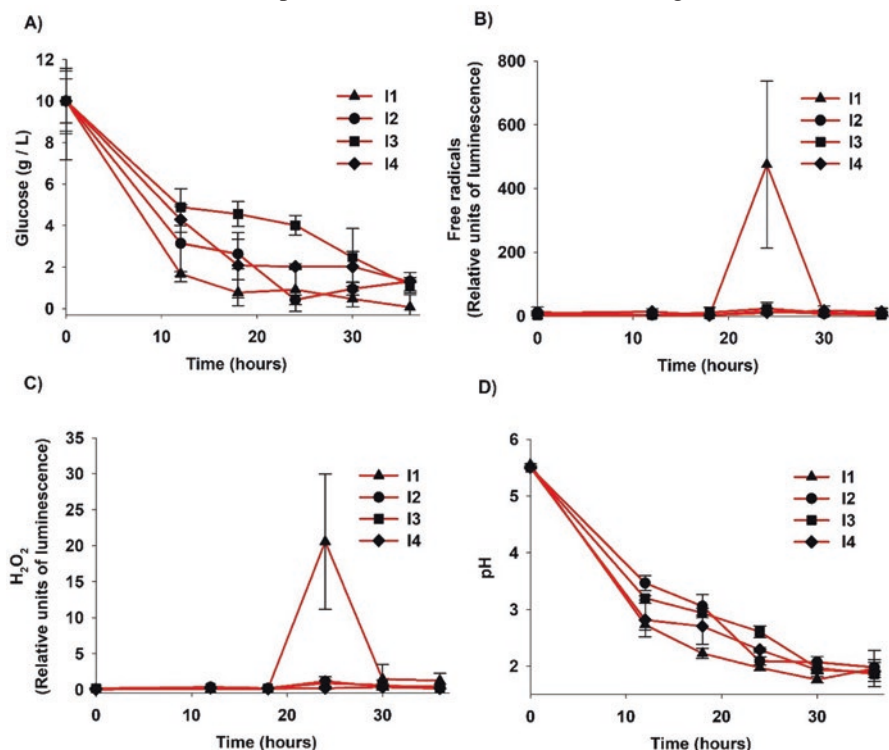 A)
Glucose (g / L)
12
10
8
6
4
2
0
0 10 20 30
Time (hours)
I1
I2
I3
I4
B)
Free radicals
(Relative units of luminescence)
800
600
400
200
0
0 10 20 30
Time (hours)
I1
I2
I3
I4
C)
H2O2
(Relative units of luminescence)
35
30
25
20
15
10
5
0
0 10 20 30
Time (hours)
I1
I2
I3
I4
D)
pH
6
5
4
3
2
0 10 20 30
Time (hours)
I1
I2
I3
I4